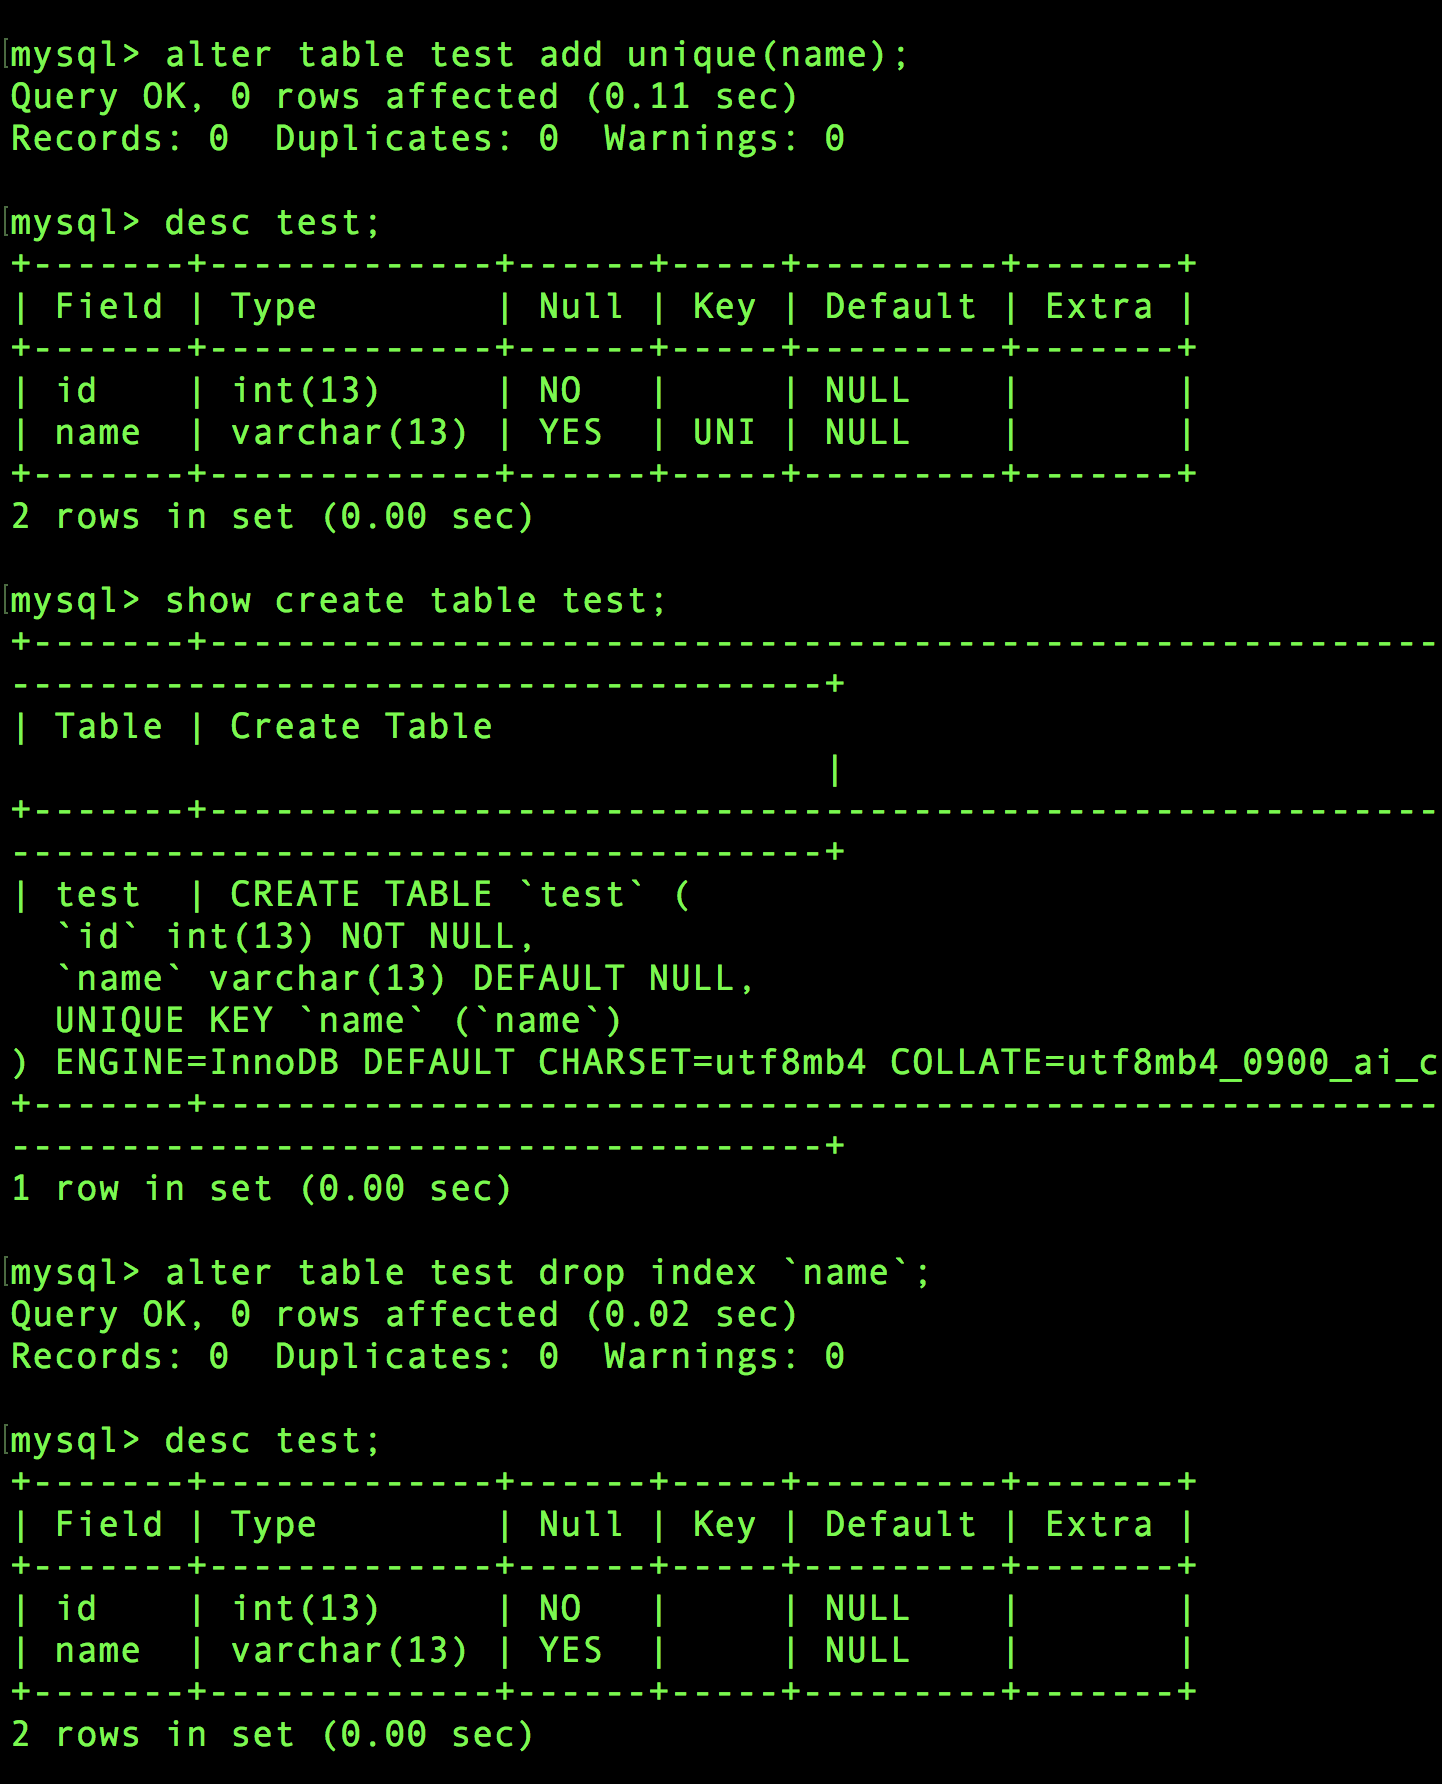 mysql> alter table test add unique(name);
Query OK, 0 rows affected (0.11 sec)
Records: 0  Duplicates: 0  Warnings: 0
mysql> desc test;
+-------+-------------+------+-----+---------+-------+
| Field | Type        | Null | Key | Default | Extra |
+-------+-------------+------+-----+---------+-------+
| id    | int(13)     | NO   |     | NULL    |       |
| name  | varchar(13) | YES  | UNI | NULL    |       |
+-------+-------------+------+-----+---------+-------+
2 rows in set (0.00 sec)
mysql> show create table test;
+-------+--------------------------------------------------------
-------------------------------------+
| Table | Create Table
                                     |
+-------+--------------------------------------------------------
-------------------------------------+
| test  | CREATE TABLE `test` (
  `id` int(13) NOT NULL,
  `name` varchar(13) DEFAULT NULL,
  UNIQUE KEY `name` (`name`)
) ENGINE=InnoDB DEFAULT CHARSET=utf8mb4 COLLATE=utf8mb4_0900_ai_c
+-------+--------------------------------------------------------
-------------------------------------+
1 row in set (0.00 sec)
mysql> alter table test drop index `name`;
Query OK, 0 rows affected (0.02 sec)
Records: 0  Duplicates: 0  Warnings: 0
mysql> desc test;
+-------+-------------+------+-----+---------+-------+
| Field | Type        | Null | Key | Default | Extra |
+-------+-------------+------+-----+---------+-------+
| id    | int(13)     | NO   |     | NULL    |       |
| name  | varchar(13) | YES  |     | NULL    |       |
+-------+-------------+------+-----+---------+-------+
2 rows in set (0.00 sec)